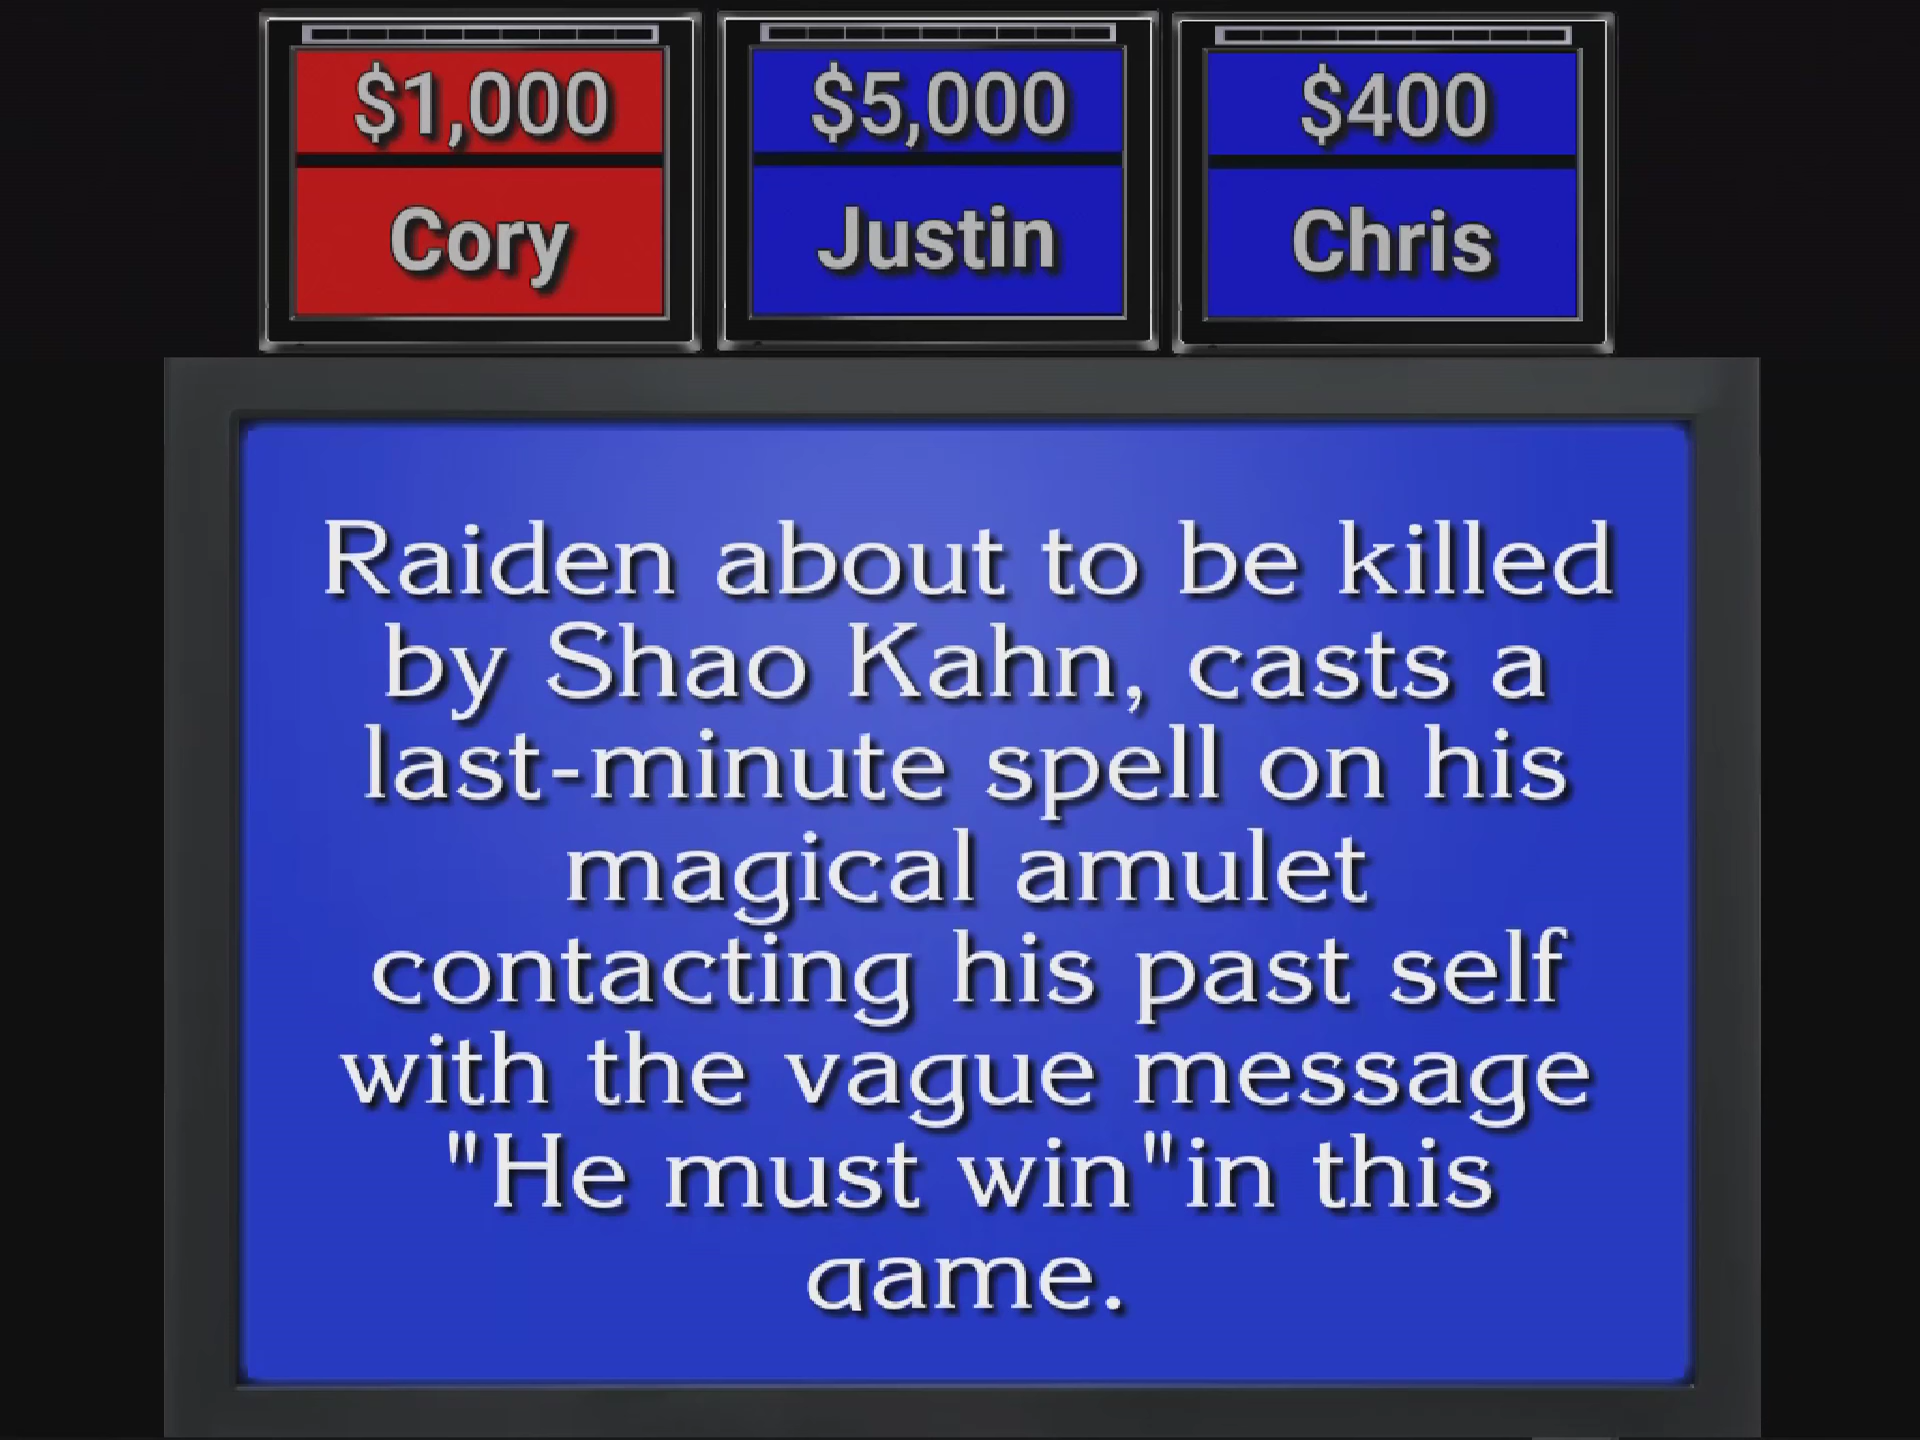 $1,000
$5,000
$400
Cory
Justin
Chris
Raiden about to be killed
by Shao Kahn, casts a
last-minute spell on his
magical amulet
contacting his past self
with the vague message
"He must win"in this
game.